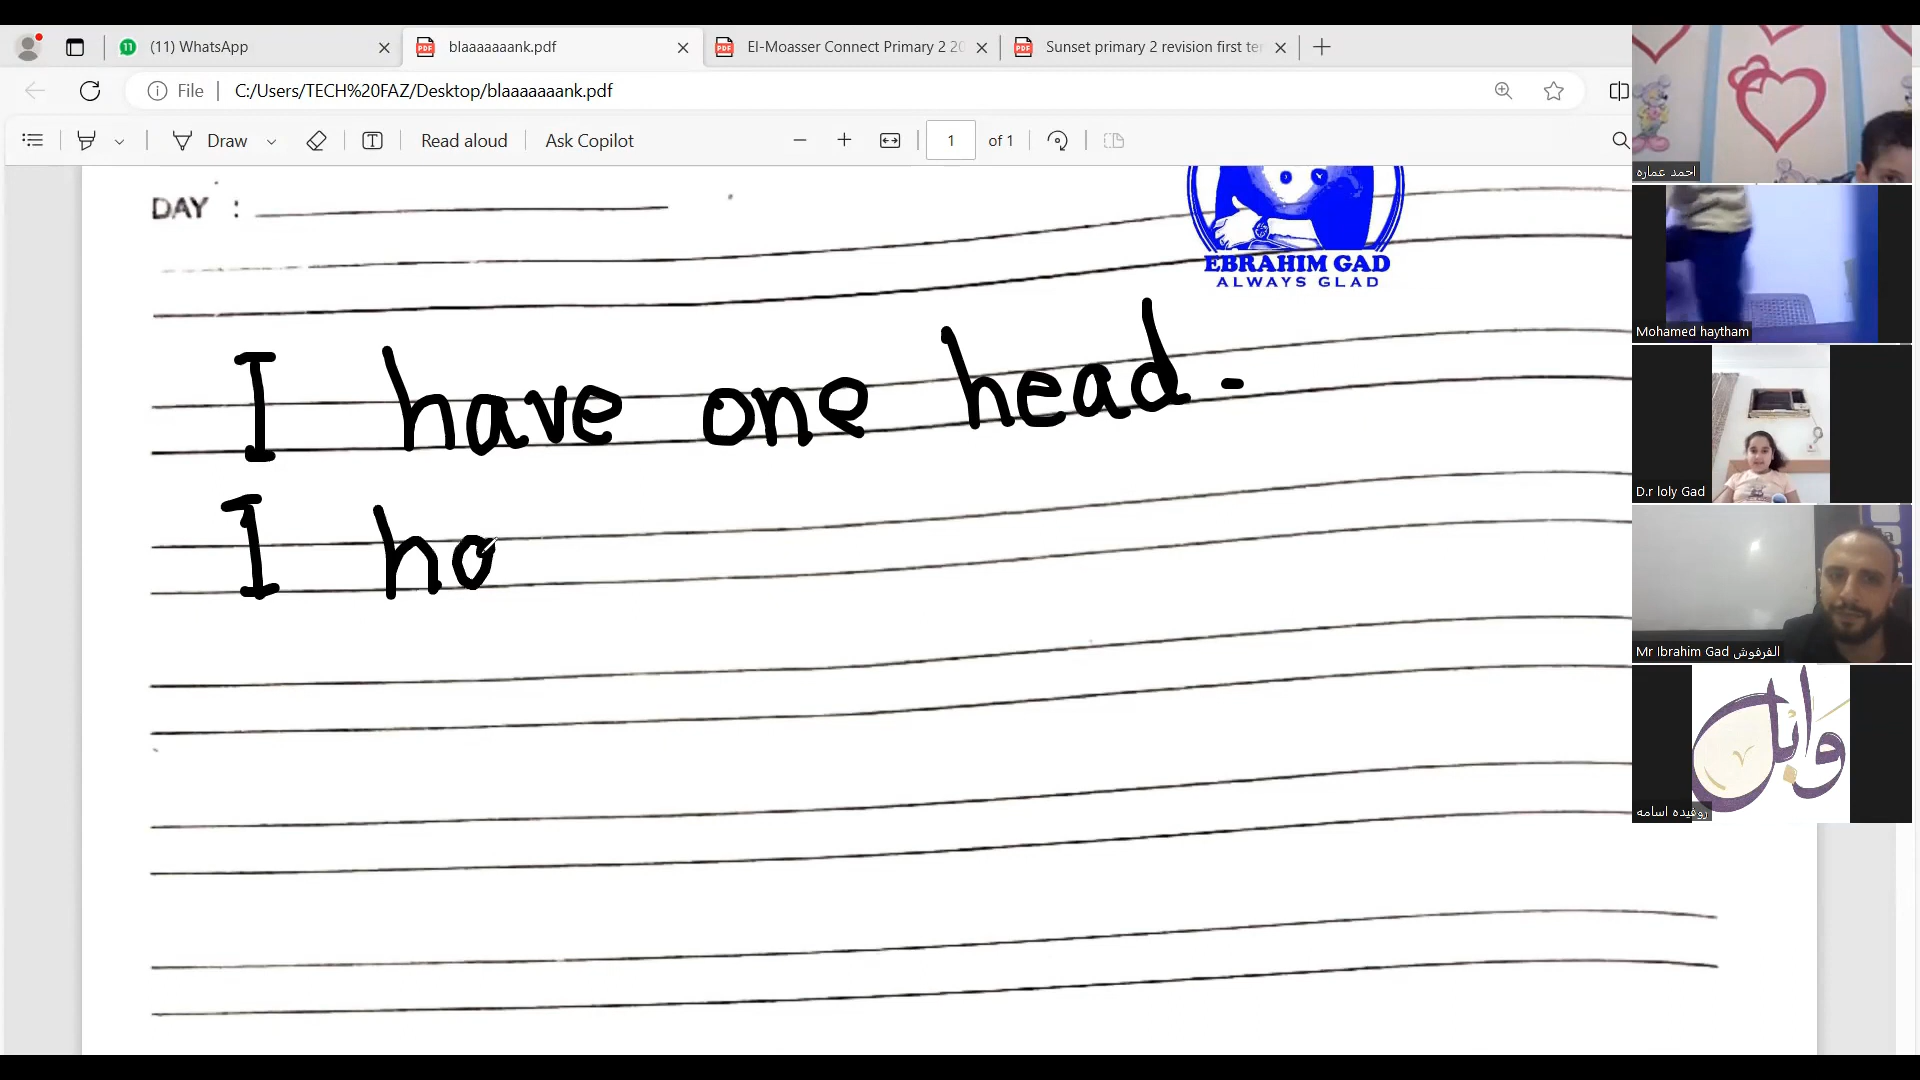 (11) WhatsApp
blaaaaaaank.pdf
El-Moasser Connect Primary 2 20
Sunset primary 2 revision first te
File
C:/Users/TECH%20FAZ/Desktop/blaaaaaaank.pdf
Draw
Read aloud
Ask Copilot
1 of 1
DAY :
EBRAHIM GAD
ALWAYS GLAD
I have one head.
I ho
احمد عماره
Mohamed haytham
D.r loly Gad
Mr Ibrahim Gad الفرفوش
روفيده اسامه